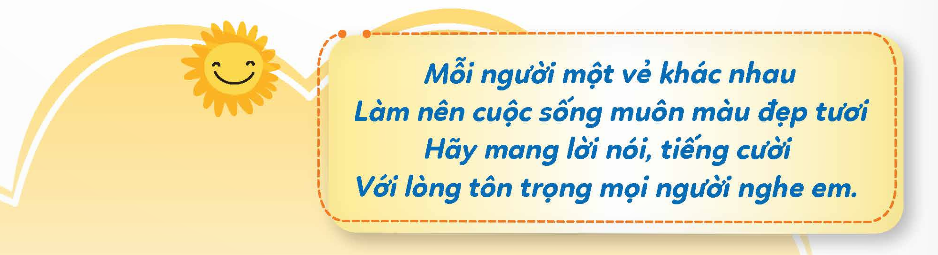 Mỗi người một vẻ khác nhau
Làm nên cuộc sống muôn màu đẹp tươi
Hãy mang lời nói, tiếng cười
Với lòng tôn trọng mọi người nghe em.